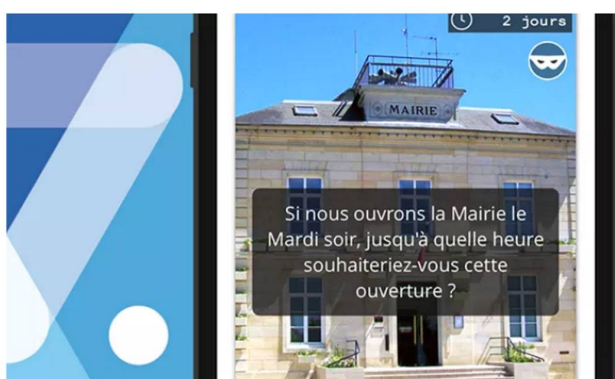 2 jours
MAIRIE
Si nous ouvrons la Mairie le
Mardi soir, jusqu'à quelle heure
souhaiteriez-vous cette
ouverture ?